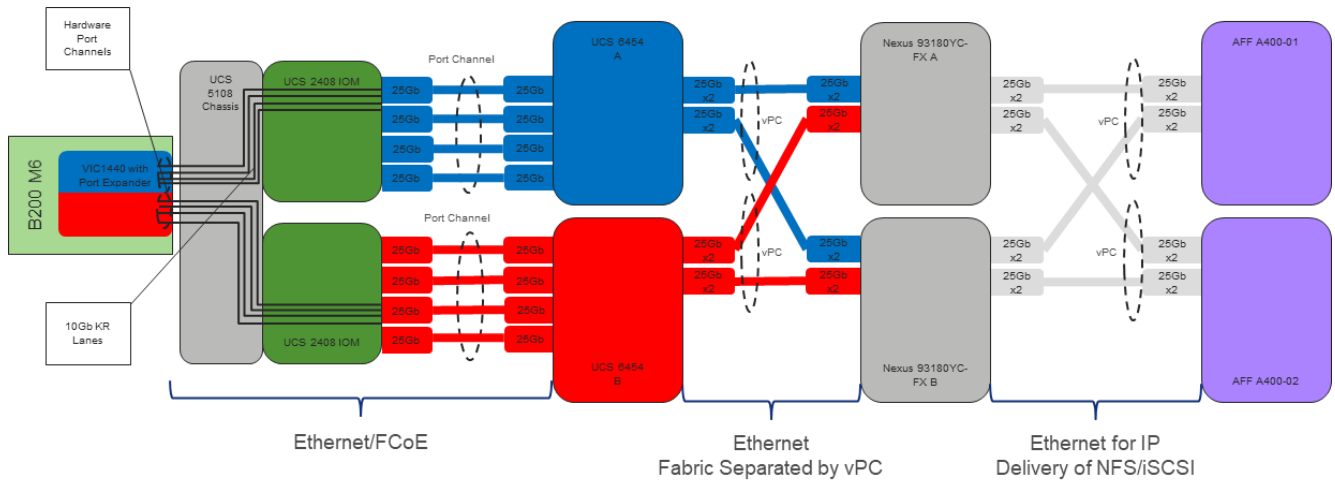 Hardware
Port
Channels
B200 M6
VIC1440 with
Port Expander
10Gb KR
Lanes
UCS
5108
Chassis
UCS 2408 IOM
UCS 2408 IOM
25Gb
25Gb
25Gb
25Gb
25Gb
25Gb
25Gb
25Gb
Port Channel
Port Channel
25Gb
25Gb
25Gb
25Gb
25Gb
25Gb
25Gb
25Gb
UCS 6454
A
UCS 6454
B
25Gb
x2
25Gb
x2
25Gb
x2
25Gb
x2
vPC
vPC
25Gb
x2
25Gb
x2
25Gb
x2
25Gb
x2
Nexus 93180YC-
FX A
Nexus 93180YC-
FX B
25Gb
x2
25Gb
x2
25Gb
x2
25Gb
x2
vPC
vPC
25Gb
x2
25Gb
x2
25Gb
x2
25Gb
x2
AFF A400-01
AFF A400-02
Ethernet/FCoE
Ethernet
Fabric Separated by vPC
Ethernet for IP
Delivery of NFS/iSCSI